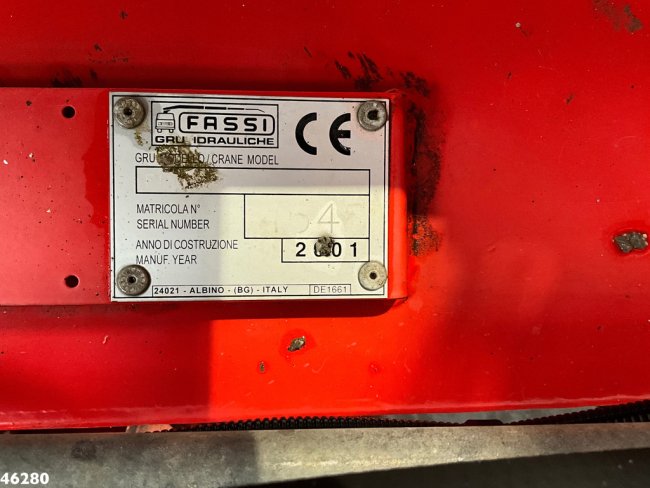 FASSI
GRU IDRAULICHE
CE
GRU MODELLO / CRANE MODEL
MATRICOLA N°
SERIAL NUMBER
4
ANNO DI COSTRUZIONE
MANUF. YEAR
2001
24021 - ALBINO - (BG) - ITALY
DE1661
46280